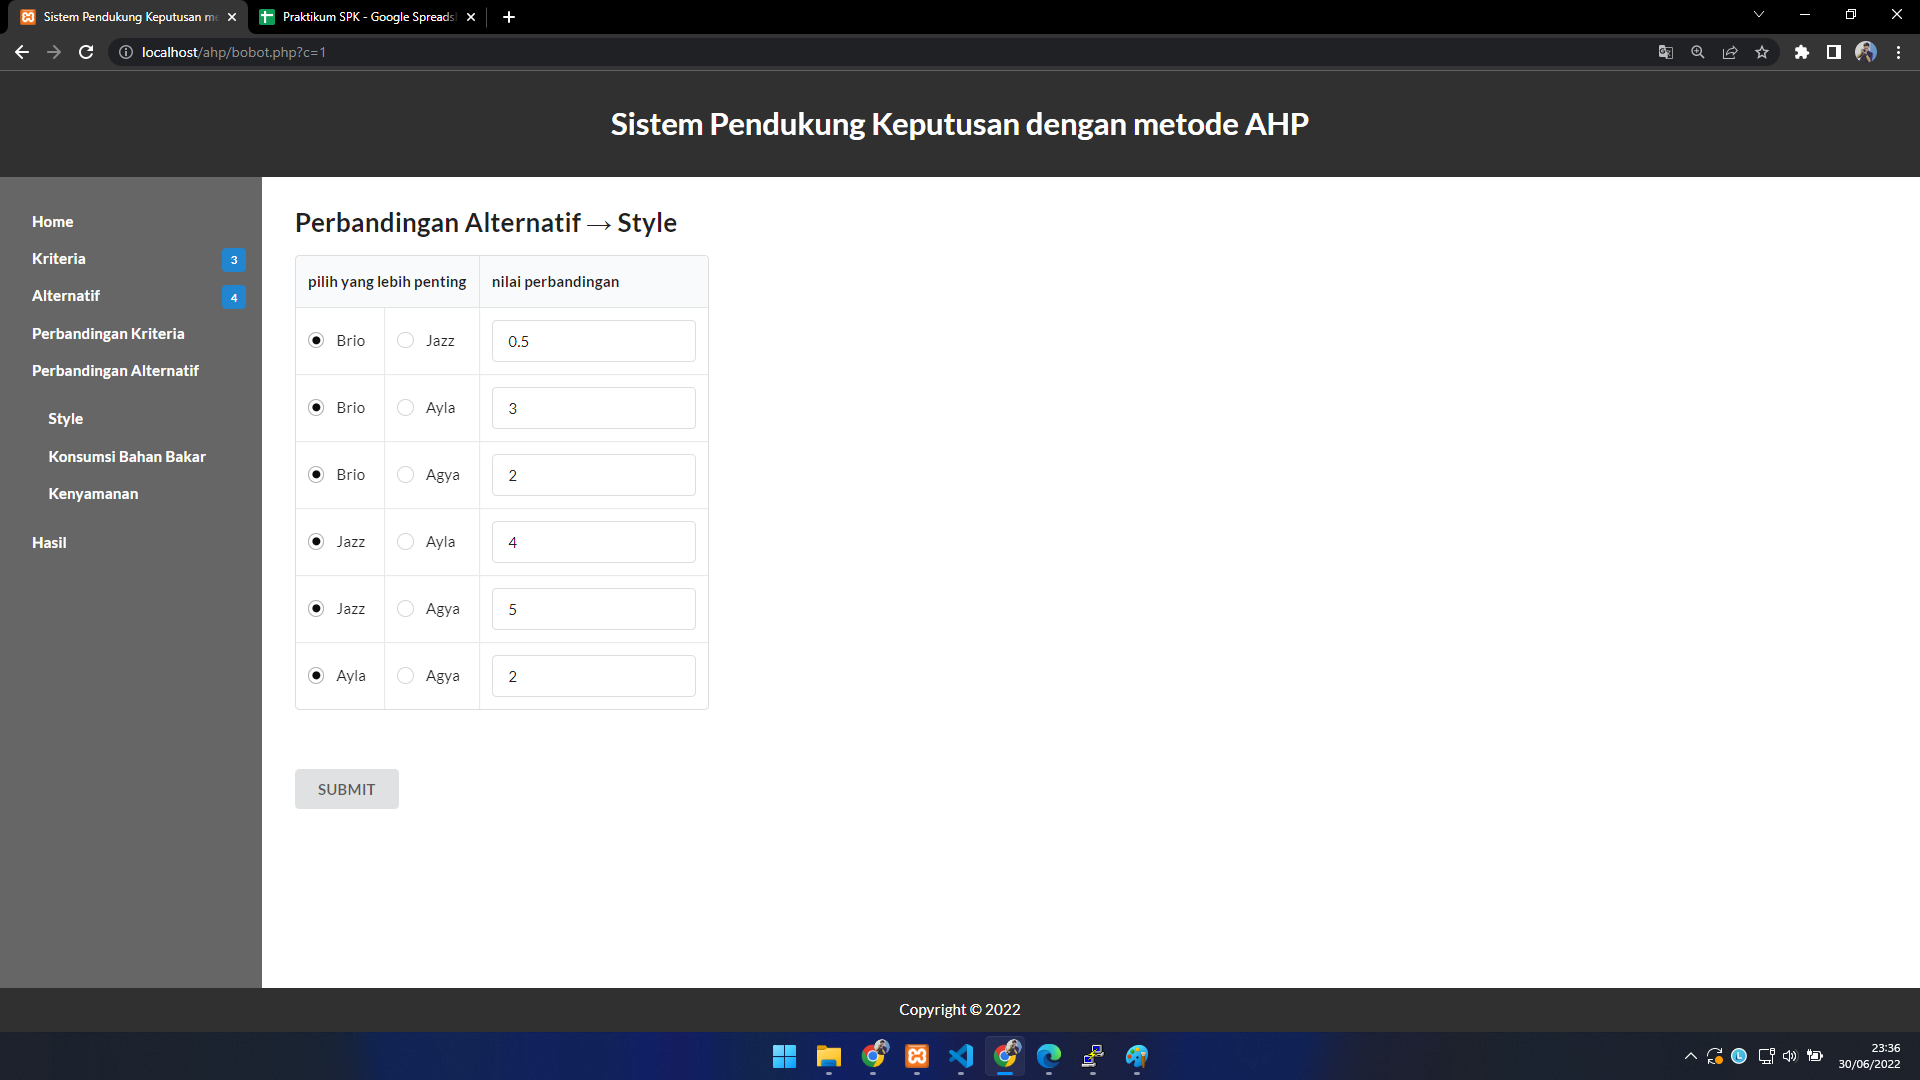 Sistem Pendukung Keputusan me
Praktikum SPK - Google Spreads
localhost/ahp/bobot.php?c=1
Sistem Pendukung Keputusan dengan metode AHP
Home
Kriteria 3
Alternatif 4
Perbandingan Kriteria
Perbandingan Alternatif
Style
Konsumsi Bahan Bakar
Kenyamanan
Hasil
Perbandingan Alternatif → Style
pilih yang lebih penting nilai perbandingan
Brio Jazz 0.5
Brio Ayla 3
Brio Agya 2
Jazz Ayla 4
Jazz Agya 5
Ayla Agya 2
SUBMIT
Copyright © 2022
23:36
30/06/2022